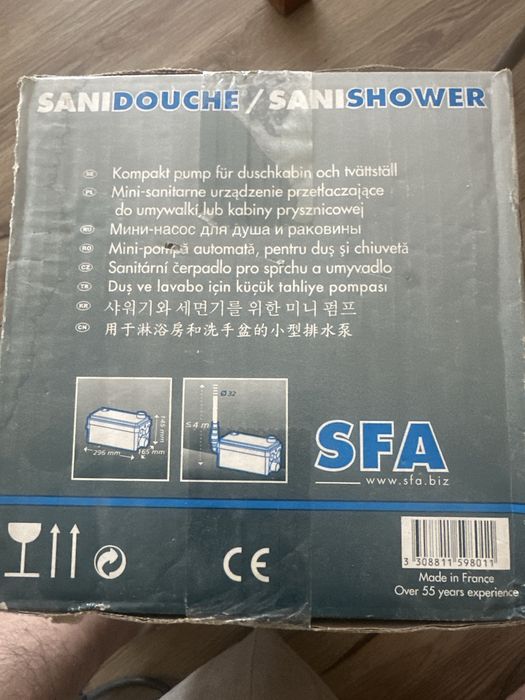 SANIDOUCHE / SANISHOWER
SE Kompakt pump für duschkabin och tvättställ
PL Mini-sanitarne urządzenie przetłaczające
do umywalki lub kabiny prysznicowej
RU Мини-насос для душа и раковины
RO Mini-pompă automată, pentru duş şi chiuvetă
CZ Sanitární čerpadlo pro sprchu a umyvadlo
TR Duş ve lavabo için küçük tahliye pompası
KR 샤워기와 세면기를 위한 미니 펌프
CN 用于淋浴房和洗手盆的小型排水泵
145 mm
296 mm
165 mm
Ø 32
≤ 4 m
SFA
www.sfa.biz
CE
3 308811 598011
Made in France
Over 55 years experience